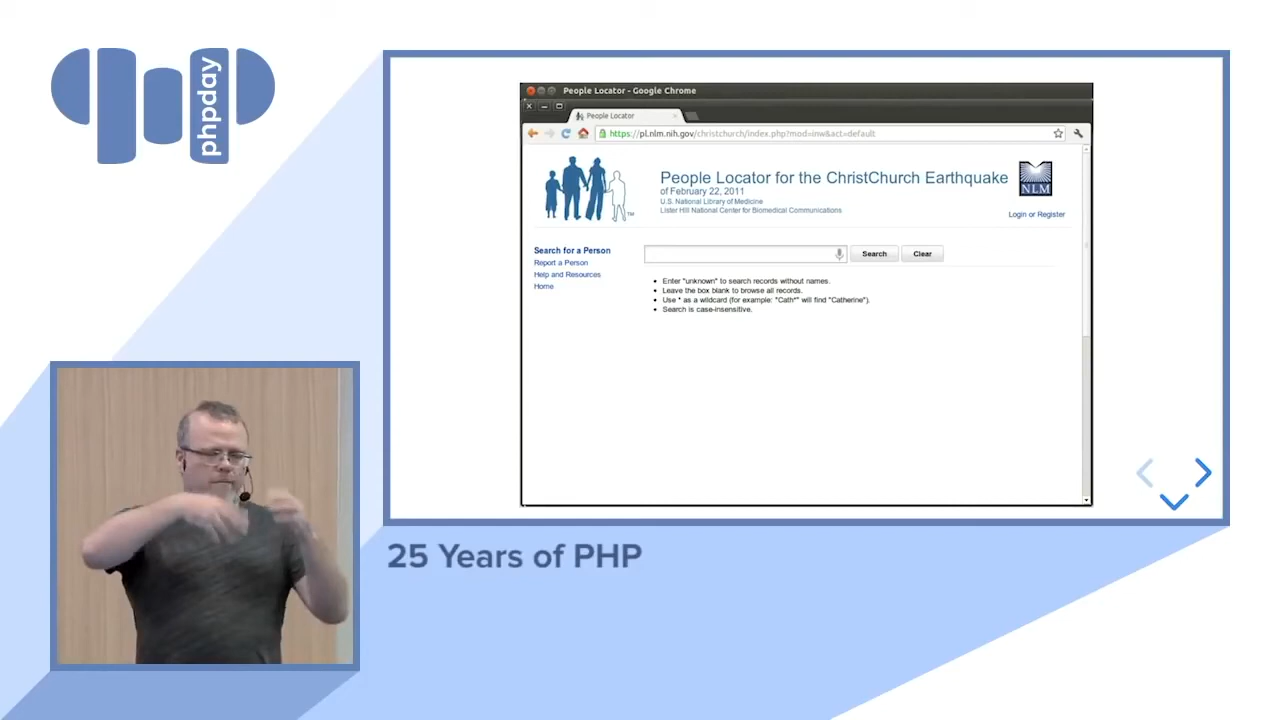 phpday
People Locator - Google Chrome
People Locator
https://pl.nlm.nih.gov/christchurch/index.php?mod=inw&act=default
People Locator for the ChristChurch Earthquake
of February 22, 2011
U.S. National Library of Medicine
Lister Hill National Center for Biomedical Communications
TM
NLM
Login or Register
Search for a Person
Report a Person
Help and Resources
Home
Search
Clear
Enter "unknown" to search records without names.
Leave the box blank to browse all records.
Use * as a wildcard (for example: "Cath*" will find "Catherine").
Search is case-insensitive.
25 Years of PHP